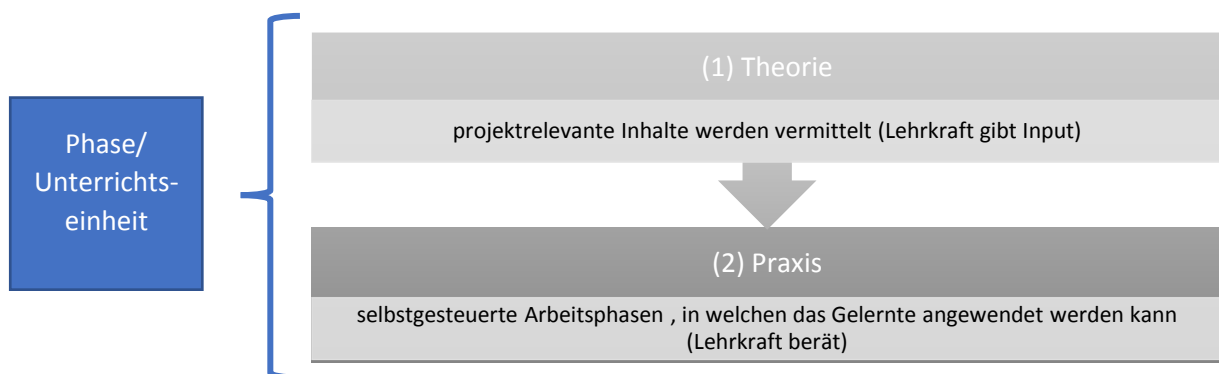 Phase/
Unterrichts-
einheit
(1) Theorie
projektrelevante Inhalte werden vermittelt (Lehrkraft gibt Input)
(2) Praxis
selbstgesteuerte Arbeitsphasen , in welchen das Gelernte angewendet werden kann
(Lehrkraft berät)